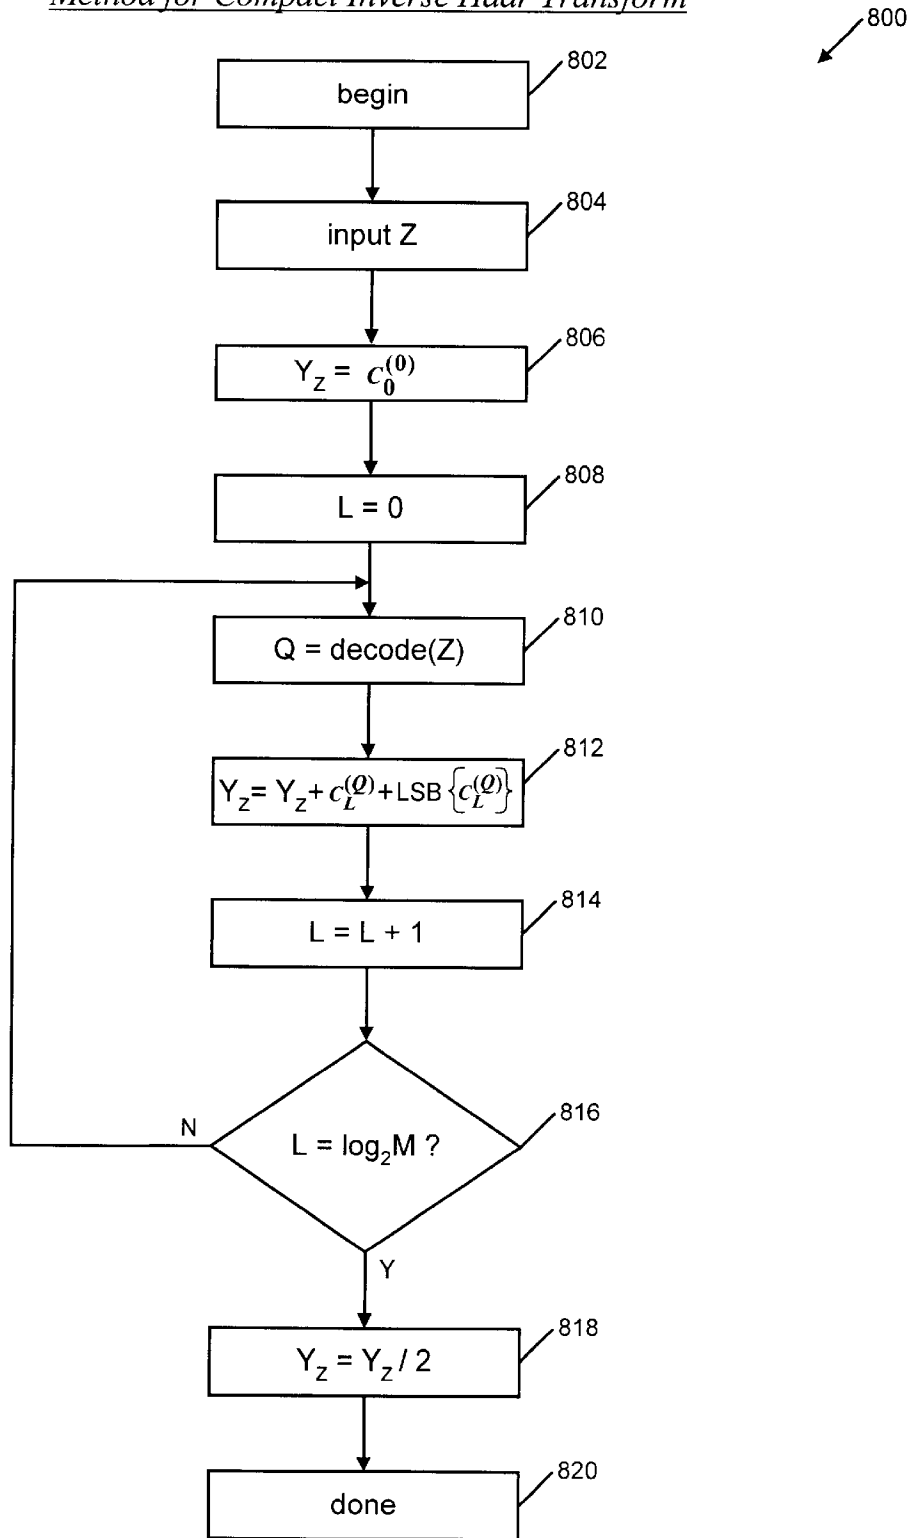 Method for Compact Inverse Haar Transform
800
802
begin
804
input Z
806
Y_Z = c_0^(0)
808
L = 0
810
Q = decode(Z)
812
Y_Z = Y_Z + c_L^(Q) + LSB {c_L^(Q)}
814
L = L + 1
816
N
L = log_2 M ?
Y
818
Y_Z = Y_Z / 2
820
done